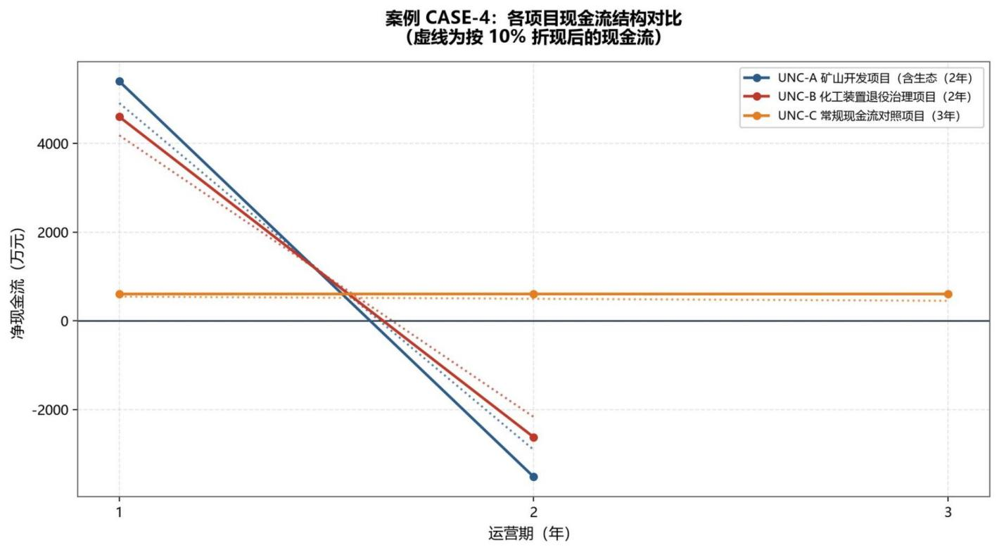 案例 CASE-4：各项目现金流结构对比
（虚线为按 10% 折现后的现金流）
UNC-A 矿山开发项目（含生态（2年）
UNC-B 化工装置退役治理项目（2年）
UNC-C 常规现金流对照项目（3年）
净现金流（万元）
4000
2000
0
-2000
1
2
3
运营期（年）